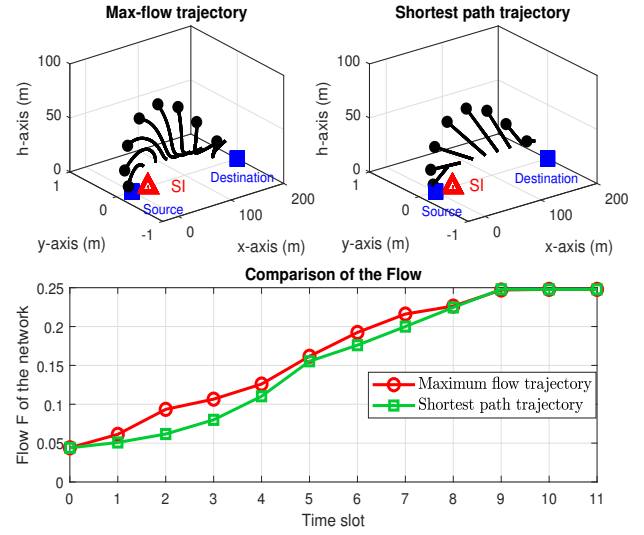 Max-flow trajectory
100
50
0
h-axis (m)
1
0
-1
y-axis (m)
0
100
200
x-axis (m)
SI
Source
Destination
Shortest path trajectory
100
50
0
h-axis (m)
1
0
-1
y-axis (m)
0
100
200
x-axis (m)
SI
Source
Destination
Comparison of the Flow
0.25
0.2
0.15
0.1
0.05
0
Flow F of the network
Maximum flow trajectory
Shortest path trajectory
0 1 2 3 4 5 6 7 8 9 10 11
Time slot